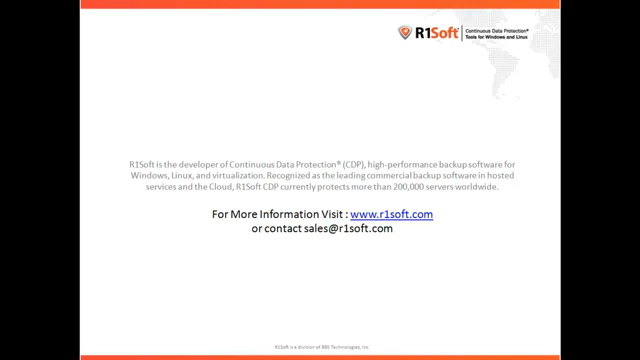 R1Soft Continuous Data Protection®
Tools for Windows and Linux
R1Soft is the developer of Continuous Data Protection® (CDP), high-performance backup software for
Windows, Linux, and virtualization. Recognized as the leading commercial backup software in hosted
services and the Cloud, R1Soft CDP currently protects more than 200,000 servers worldwide.
For More Information Visit : www.r1soft.com
or contact sales@r1soft.com
R1Soft is a division of BBS Technologies, Inc.